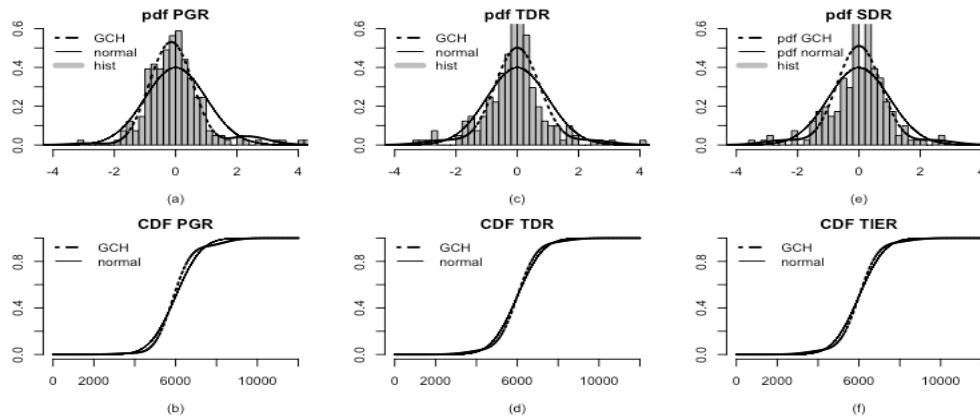 pdf PGR
0.0 0.2 0.4 0.6
GCH
normal
hist
-4 -2 0 2 4
(a)
pdf TDR
0.0 0.2 0.4 0.6
GCH
normal
hist
-4 -2 0 2 4
(c)
pdf SDR
0.0 0.2 0.4 0.6
pdf GCH
pdf normal
hist
-4 -2 0 2 4
(e)
CDF PGR
0.0 0.4 0.8
GCH
normal
0 2000 6000 10000
(b)
CDF TDR
0.0 0.4 0.8
GCH
normal
0 2000 6000 10000
(d)
CDF TIER
0.0 0.4 0.8
GCH
normal
0 2000 6000 10000
(f)